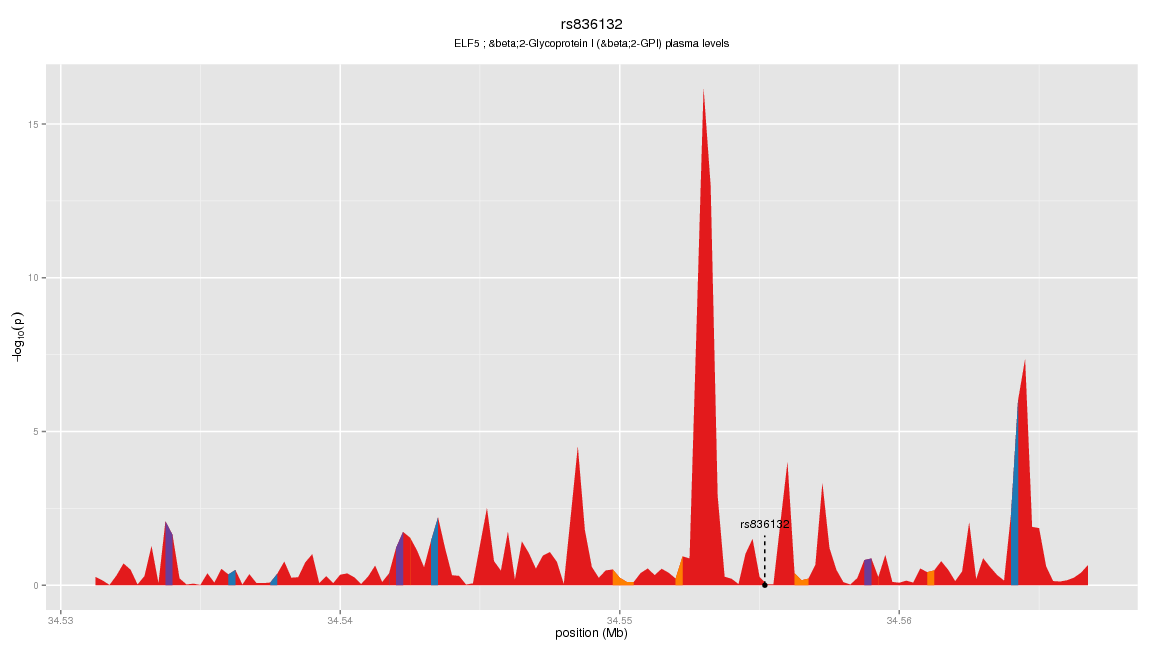 rs836132
ELF5 ; &beta;2-Glycoprotein I (&beta;2-GPI) plasma levels
15
10
5
0
−log10(p)
rs836132
34.53
34.54
34.55
34.56
position (Mb)